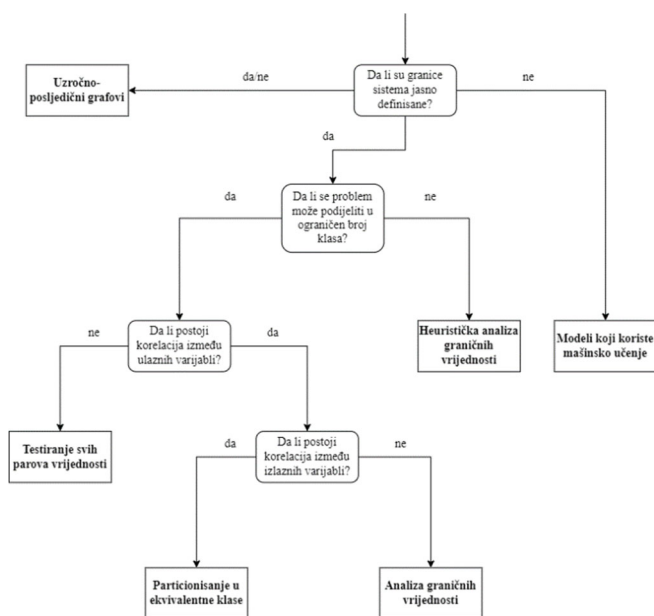 Da li su granice
sistema jasno
definisane?
da/ne
ne
da
Uzročno-
posljedični grafovi
Da li se problem
može podijeliti u
ograničen broj
klasa?
da
ne
Da li postoji
korelacija između
ulaznih varijabli?
ne
da
Heuristička analiza
graničnih
vrijednosti
Modeli koji koriste
mašinsko učenje
Testiranje svih
parova vrijednosti
Da li postoji
korelacija između
izlaznih varijabli?
da
ne
Particionisanje u
ekvivalentne klase
Analiza graničnih
vrijednosti